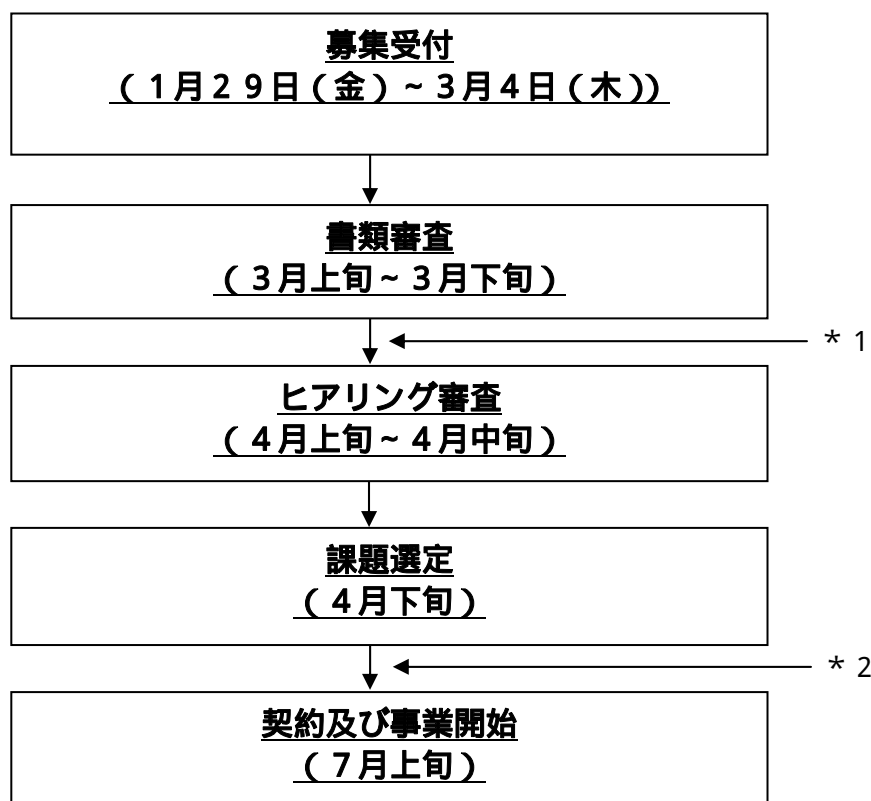 募集受付
(1月29日(金)~3月4日(木))
書類審査
(3月上旬~3月下旬)
*1
ヒアリング審査
(4月上旬~4月中旬)
課題選定
(4月下旬)
*2
契約及び事業開始
(7月上旬)